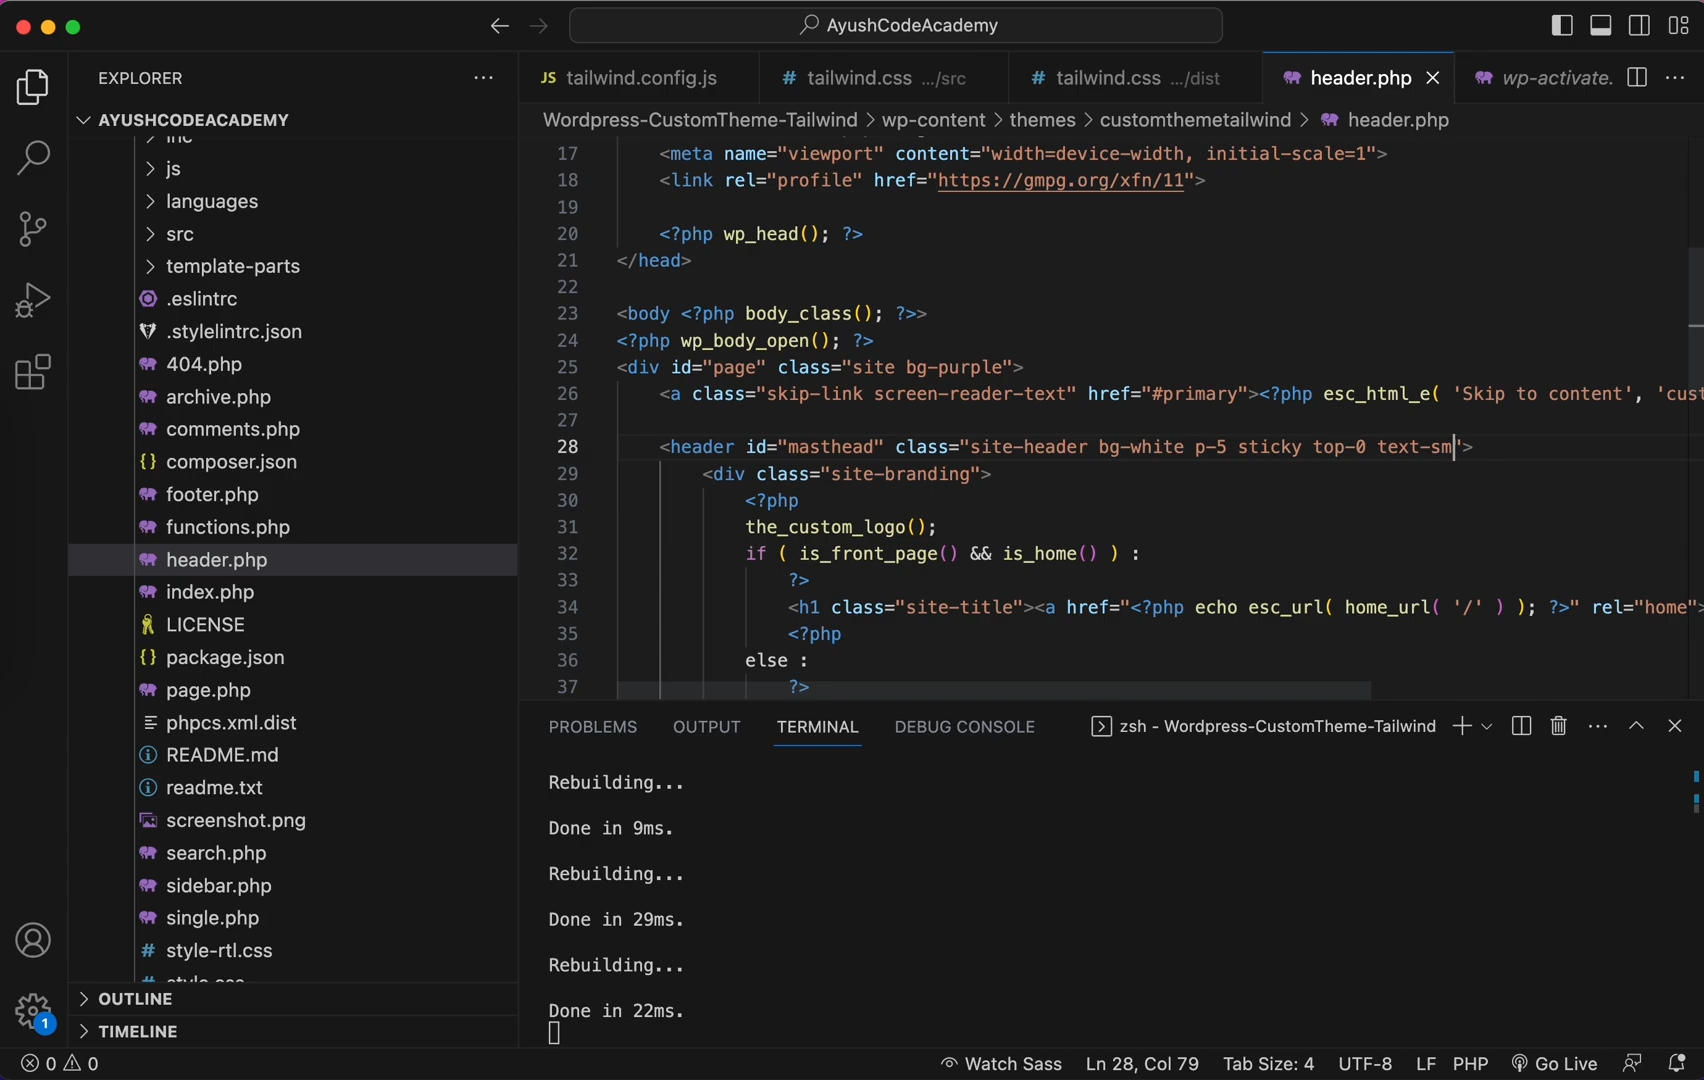 AyushCodeAcademy
EXPLORER
JS tailwind.config.js
# tailwind.css .../src
# tailwind.css .../dist
header.php
wp-activate.
AYUSHCODEACADEMY
Wordpress-CustomTheme-Tailwind > wp-content > themes > customthemetailwind > header.php
inc
js
languages
src
template-parts
.eslintrc
.stylelintrc.json
404.php
archive.php
comments.php
{} composer.json
footer.php
functions.php
header.php
index.php
LICENSE
{} package.json
page.php
phpcs.xml.dist
README.md
readme.txt
screenshot.png
search.php
sidebar.php
single.php
# style-rtl.css
# style.css
OUTLINE
TIMELINE
17 <meta name="viewport" content="width=device-width, initial-scale=1">
18 <link rel="profile" href="https://gmpg.org/xfn/11">
19
20 <?php wp_head(); ?>
21 </head>
22
23 <body <?php body_class(); ?>>
24 <?php wp_body_open(); ?>
25 <div id="page" class="site bg-purple">
26 <a class="skip-link screen-reader-text" href="#primary"><?php esc_html_e( 'Skip to content', 'cust
27
28 <header id="masthead" class="site-header bg-white p-5 sticky top-0 text-sm">
29 <div class="site-branding">
30 <?php
31 the_custom_logo();
32 if ( is_front_page() && is_home() ) :
33 ?>
34 <h1 class="site-title"><a href="<?php echo esc_url( home_url( '/' ) ); ?>" rel="home">
35 <?php
36 else :
37 ?>
PROBLEMS OUTPUT TERMINAL DEBUG CONSOLE
zsh - Wordpress-CustomTheme-Tailwind
Rebuilding...
Done in 9ms.
Rebuilding...
Done in 29ms.
Rebuilding...
Done in 22ms.
1
0 0
Watch Sass Ln 28, Col 79 Tab Size: 4 UTF-8 LF PHP Go Live